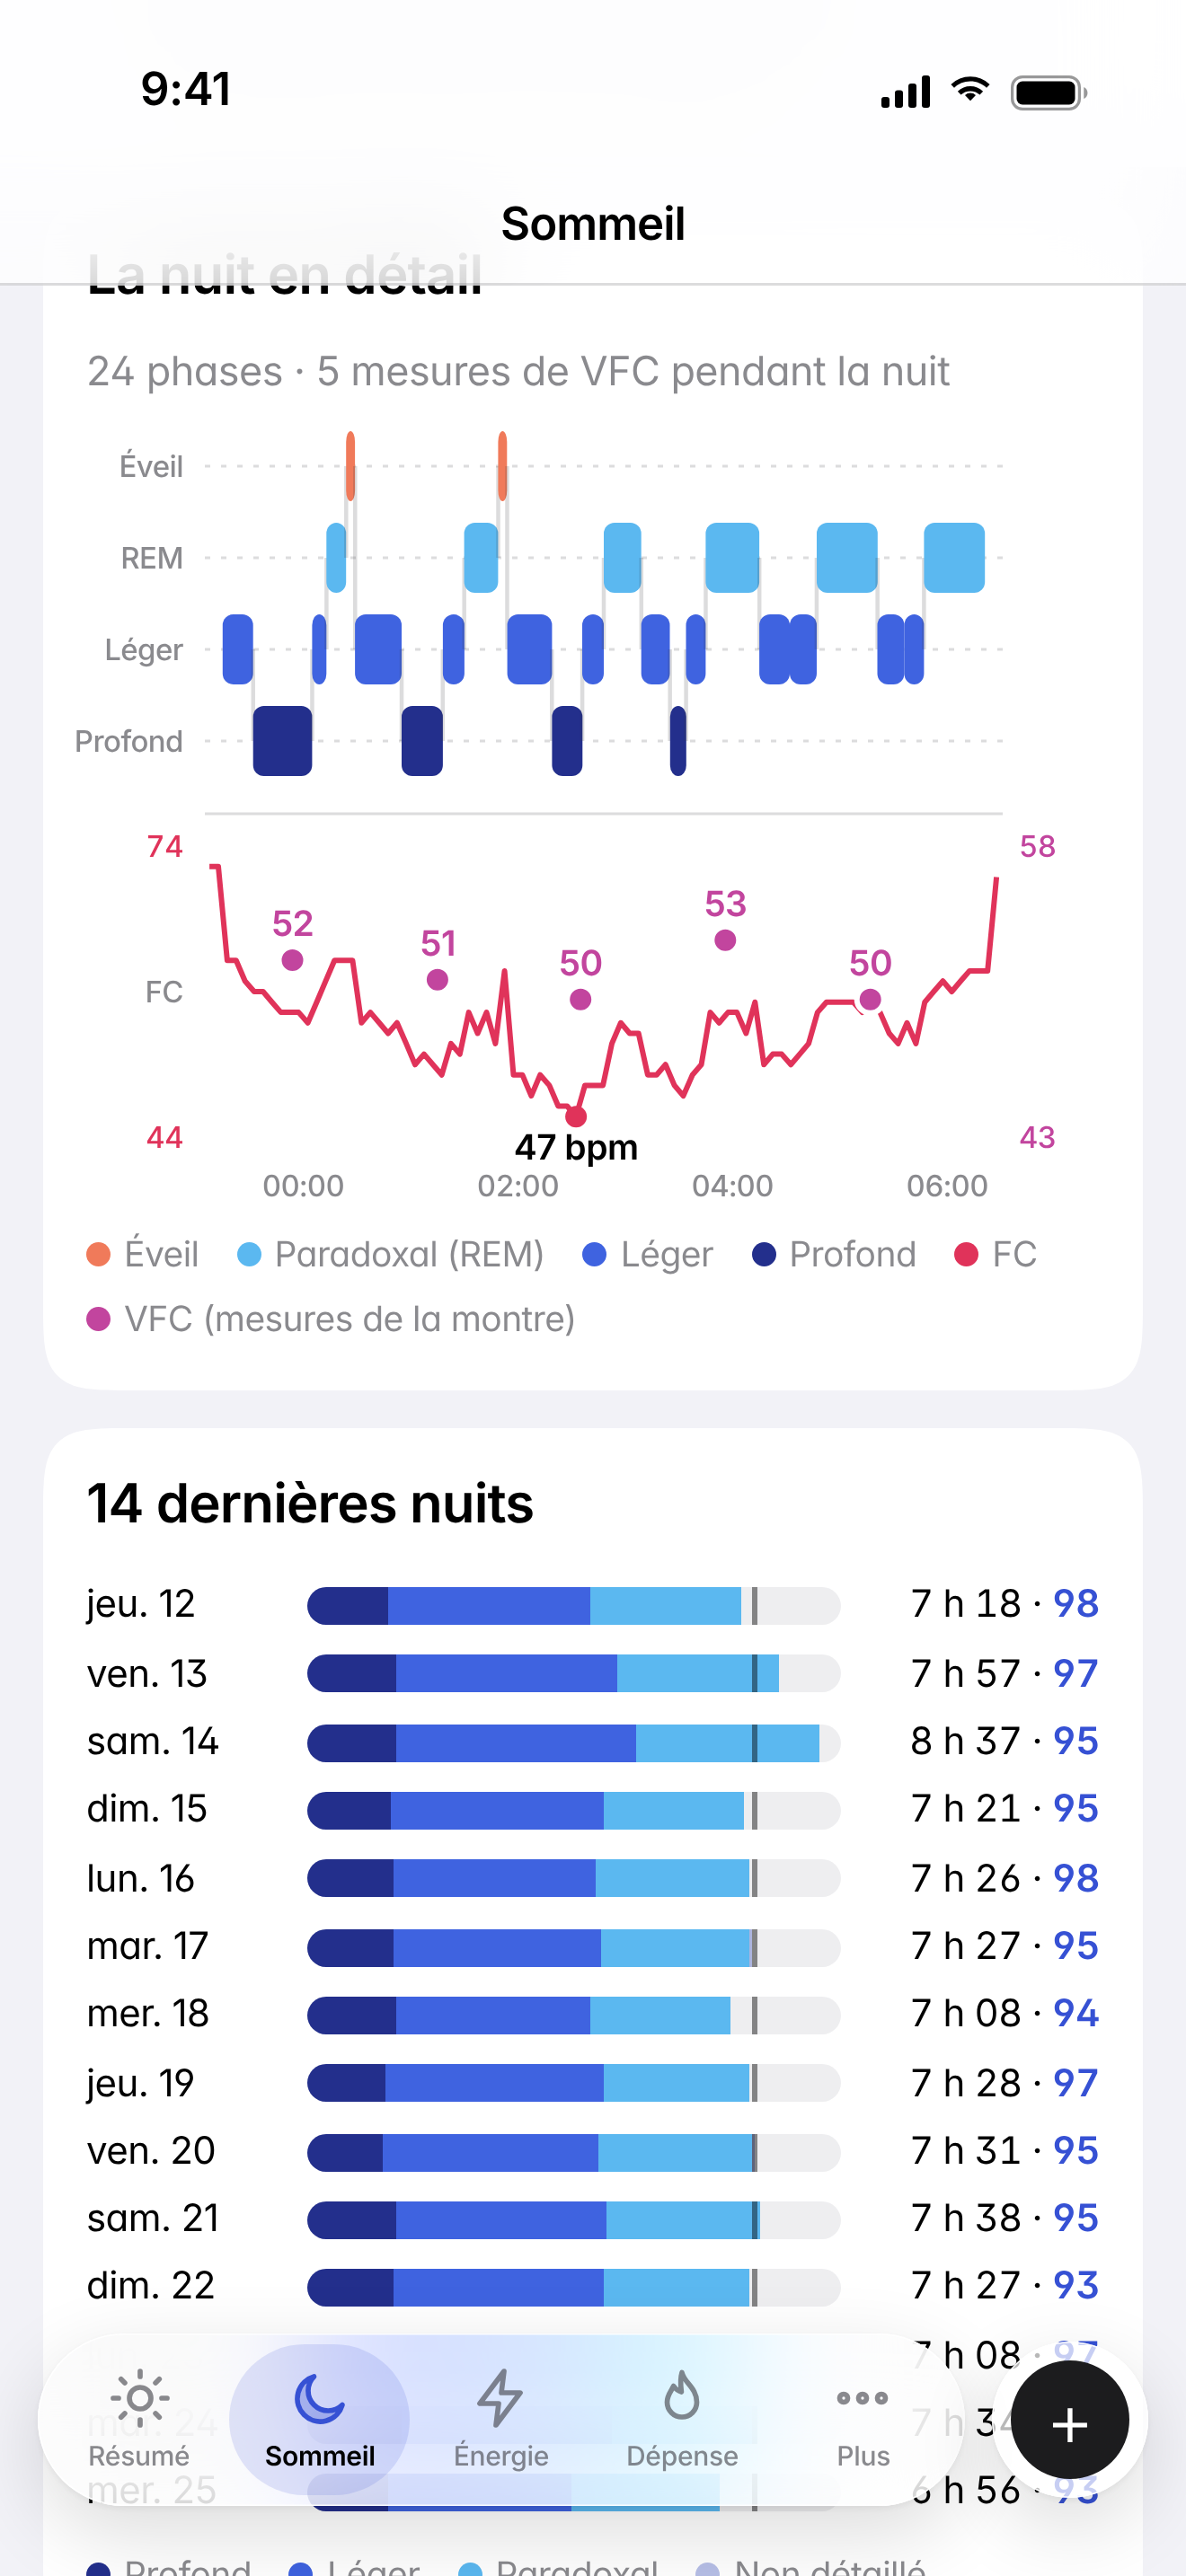 9:41
Sommeil
La nuit en détail
24 phases · 5 mesures de VFC pendant la nuit
Éveil
REM
Léger
Profond
74
58
52
51
50
53
50
FC
44
43
47 bpm
00:00 02:00 04:00 06:00
Éveil Paradoxal (REM) Léger Profond FC
VFC (mesures de la montre)
14 dernières nuits
jeu. 12 7 h 18 · 98
ven. 13 7 h 57 · 97
sam. 14 8 h 37 · 95
dim. 15 7 h 21 · 95
lun. 16 7 h 26 · 98
mar. 17 7 h 27 · 95
mer. 18 7 h 08 · 94
jeu. 19 7 h 28 · 97
ven. 20 7 h 31 · 95
sam. 21 7 h 38 · 95
dim. 22 7 h 27 · 93
7 h 08 · 97
mar. 24 7 h
Résumé Sommeil Énergie Dépense Plus
mer. 25 6 h 56 · 93
Profond Léger Paradoxal Non détaillé